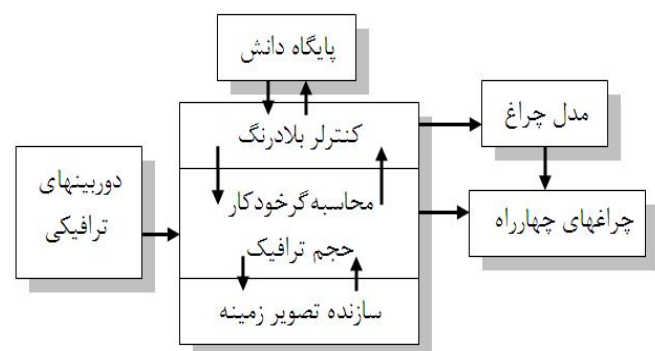 پایگاه دانش
کنترلر بلادرنگ
مدل چراغ
دوربینهای
ترافیکی
محاسبه گرخودکار
حجم ترافیک
چراغهای چهارراه
سازنده تصویر زمینه